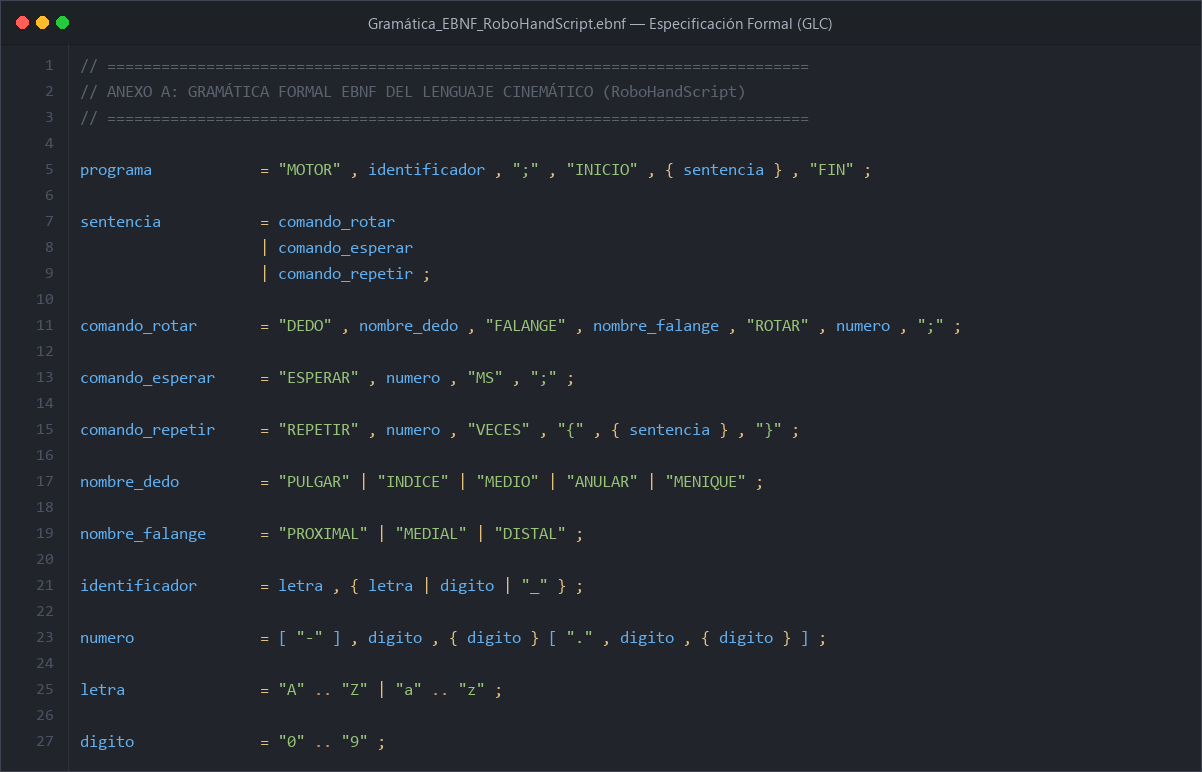 Gramática_EBNF_RoboHandScript.ebnf — Especificación Formal (GLC)
1 // ==============================================================================
2 // ANEXO A: GRAMÁTICA FORMAL EBNF DEL LENGUAJE CINEMÁTICO (RoboHandScript)
3 // ==============================================================================
4
5 programa = "MOTOR" , identificador , ";" , "INICIO" , { sentencia } , "FIN" ;
6
7 sentencia = comando_rotar
8 | comando_esperar
9 | comando_repetir ;
10
11 comando_rotar = "DEDO" , nombre_dedo , "FALANGE" , nombre_falange , "ROTAR" , numero , ";" ;
12
13 comando_esperar = "ESPERAR" , numero , "MS" , ";" ;
14
15 comando_repetir = "REPETIR" , numero , "VECES" , "{" , { sentencia } , "}" ;
16
17 nombre_dedo = "PULGAR" | "INDICE" | "MEDIO" | "ANULAR" | "MENIQUE" ;
18
19 nombre_falange = "PROXIMAL" | "MEDIAL" | "DISTAL" ;
20
21 identificador = letra , { letra | digito | "_" } ;
22
23 numero = [ "-" ] , digito , { digito } [ "." , digito , { digito } ] ;
24
25 letra = "A" .. "Z" | "a" .. "z" ;
26
27 digito = "0" .. "9" ;